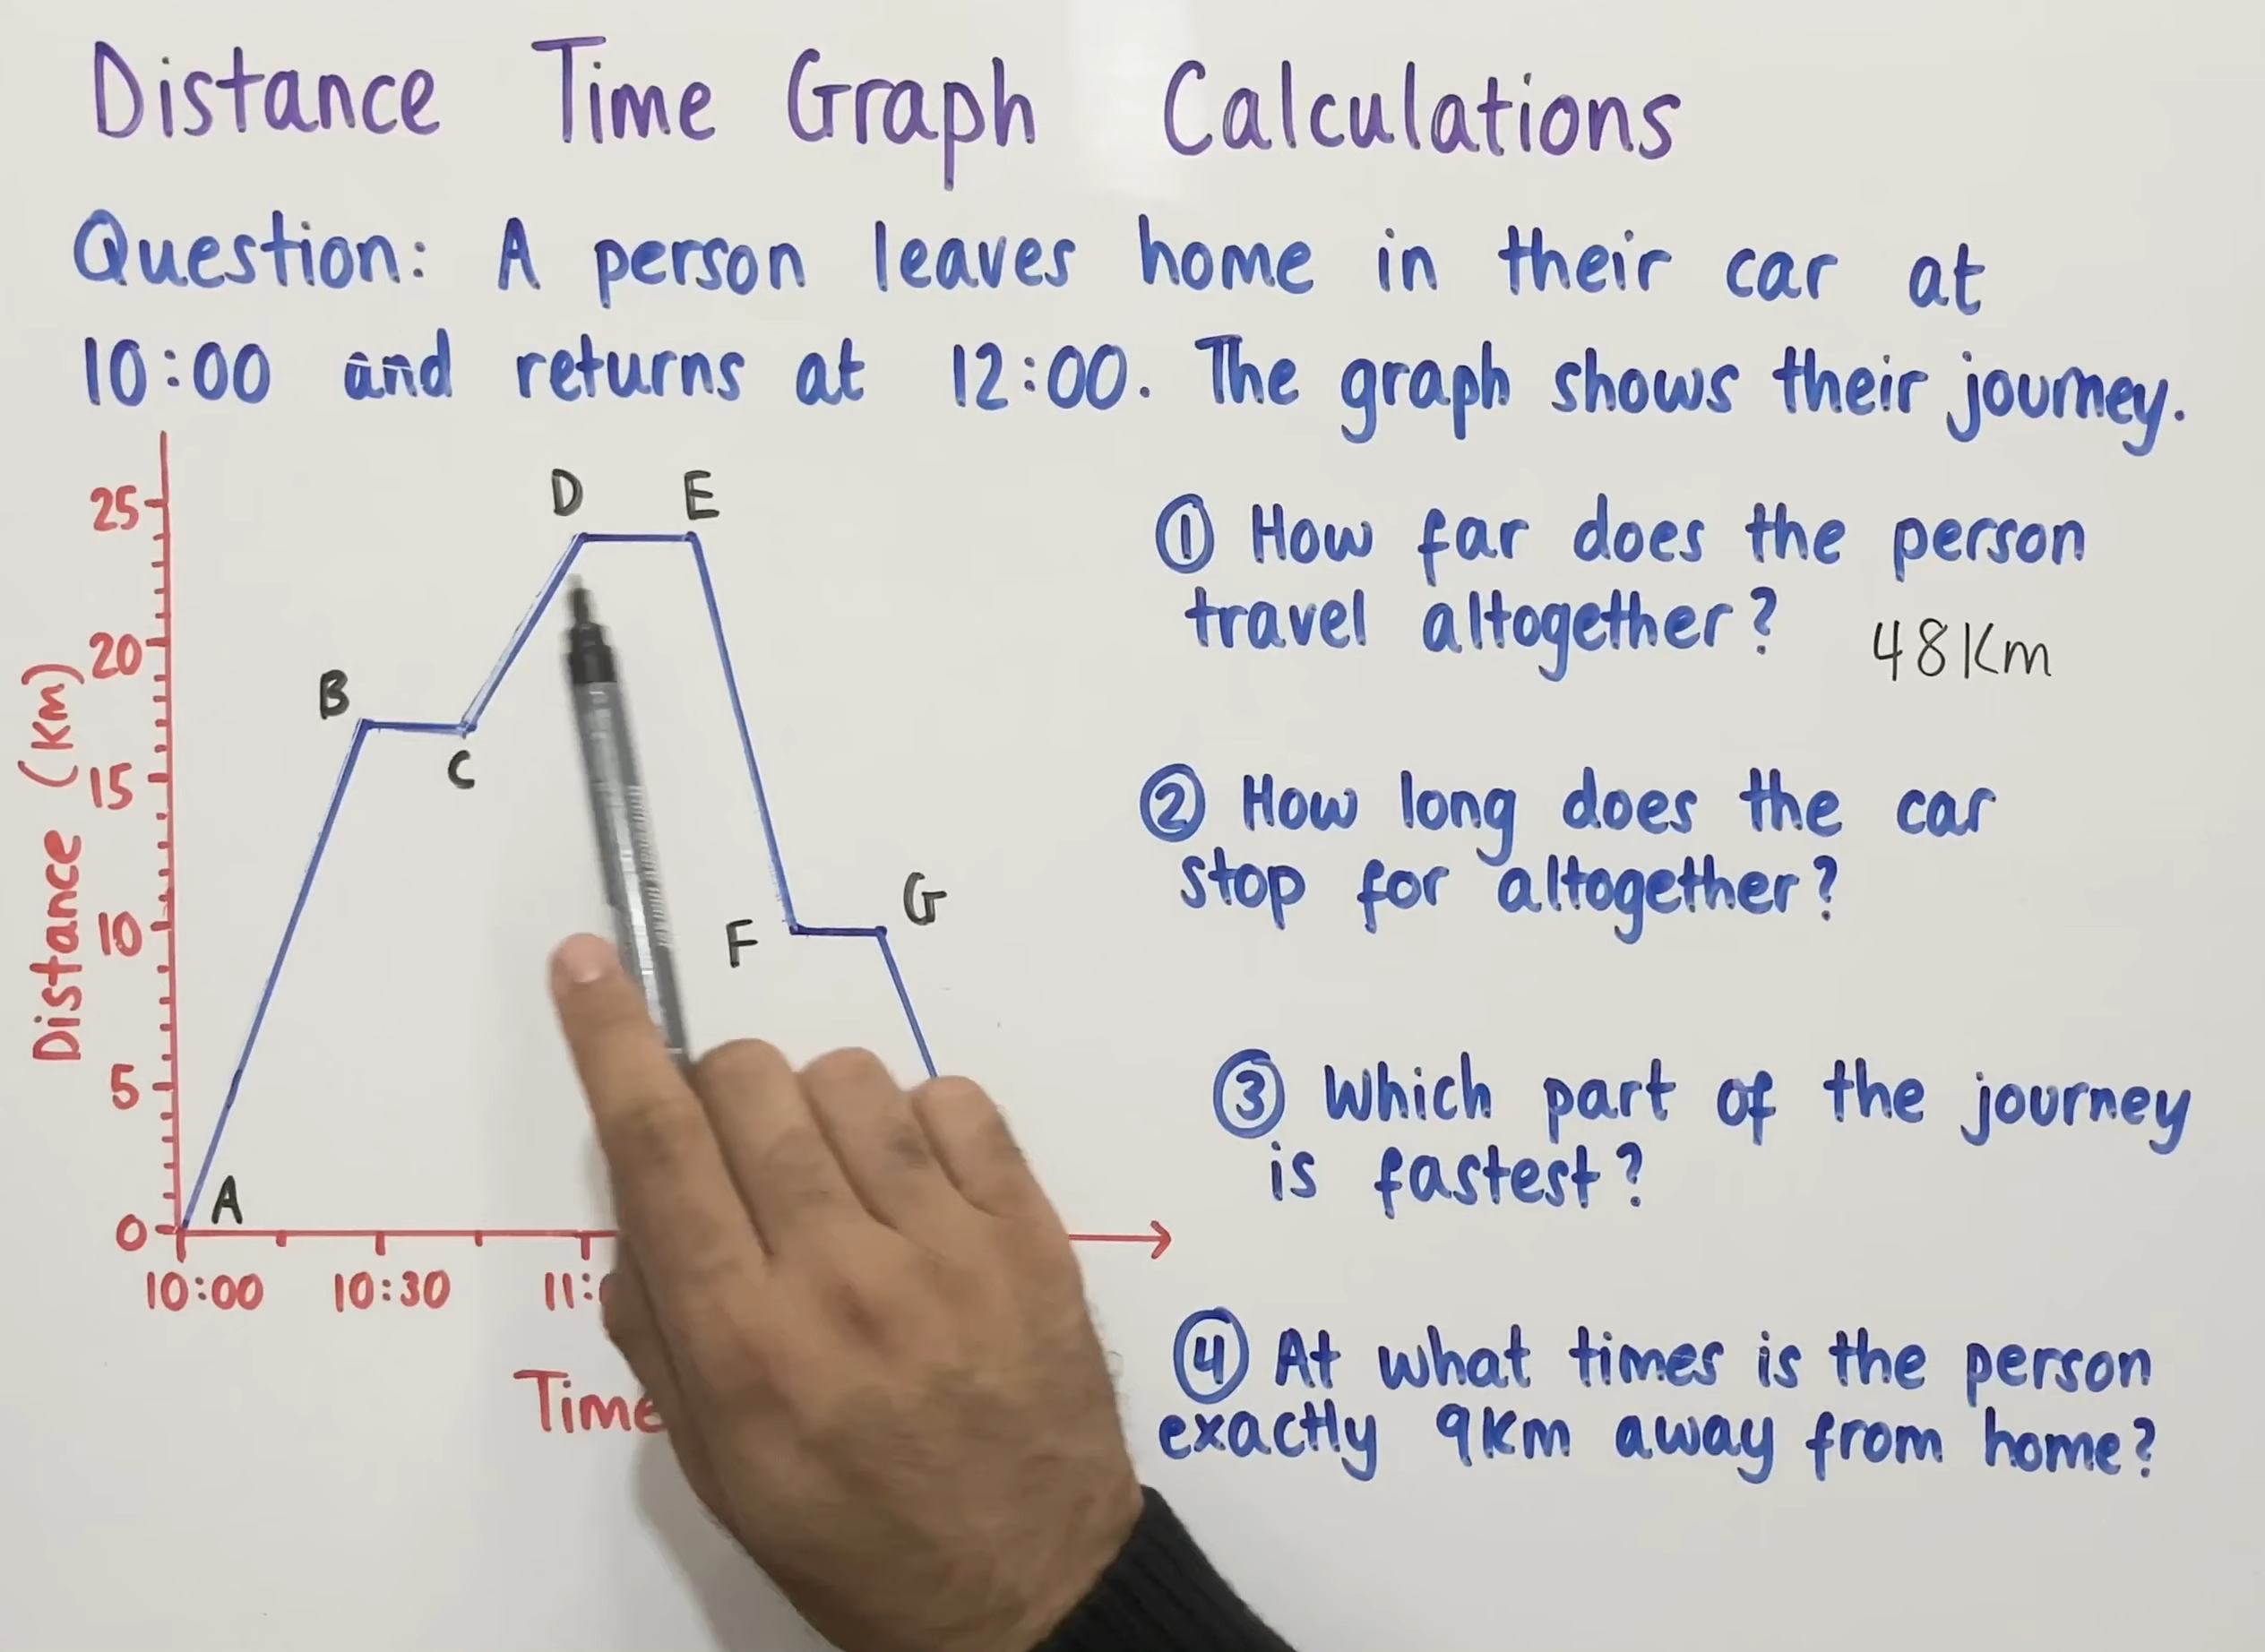 Distance Time Graph Calculations
Question: A person leaves home in their car at
10:00 and returns at 12:00. The graph shows their journey.
25
20
15
10
5
0
Distance (km)
A
B
C
D
E
F
G
10:00 10:30
Time
① How far does the person
travel altogether? 48Km
② How long does the car
stop for altogether?
③ Which part of the journey
is fastest?
④ At what times is the person
exactly 9Km away from home?